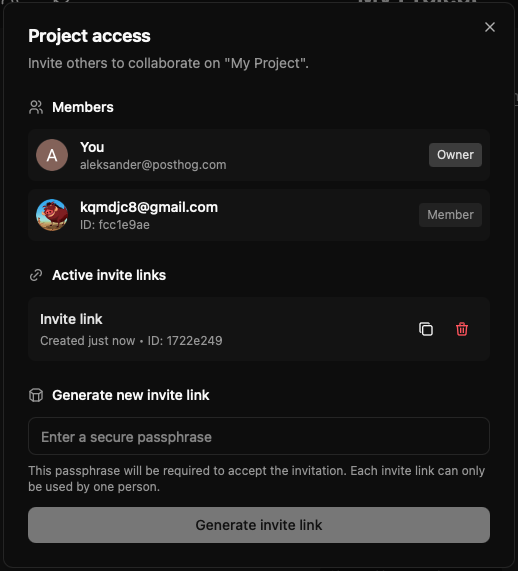 Project access
Invite others to collaborate on "My Project".
Members
A
You
aleksander@posthog.com
Owner
kqmdjc8@gmail.com
ID: fcc1e9ae
Member
Active invite links
Invite link
Created just now • ID: 1722e249
Generate new invite link
Enter a secure passphrase
This passphrase will be required to accept the invitation. Each invite link can only
be used by one person.
Generate invite link